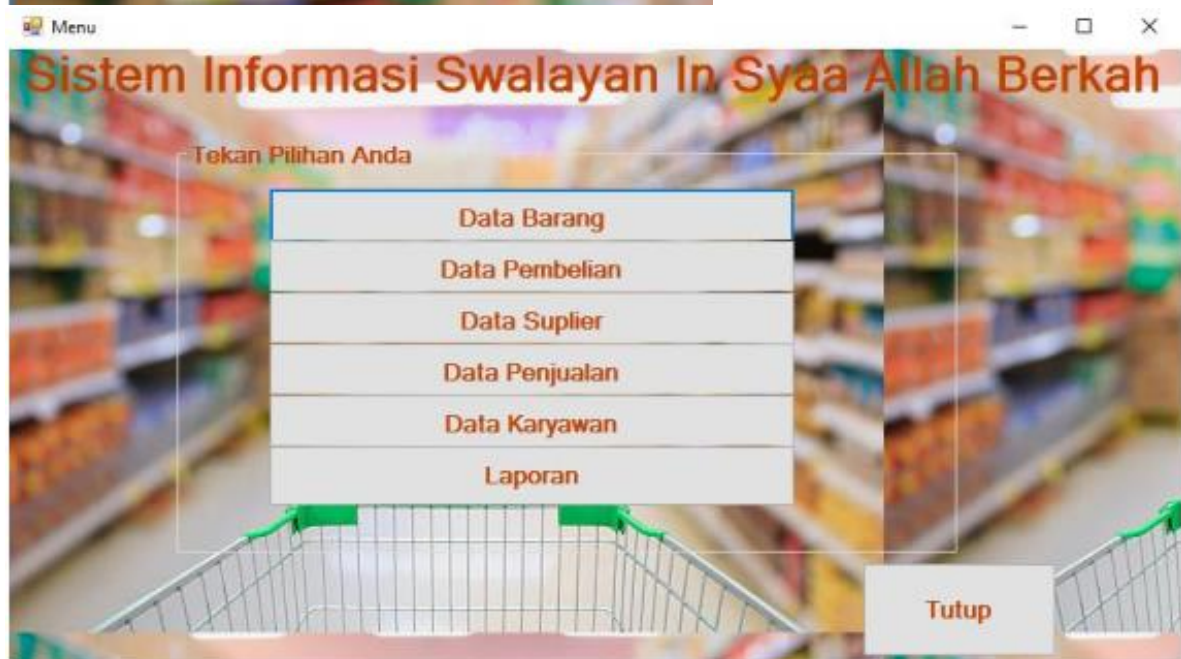 Menu
Sistem Informasi Swalayan In Syaa Allah Berkah
Tekan Pilihan Anda
Data Barang
Data Pembelian
Data Suplier
Data Penjualan
Data Karyawan
Laporan
Tutup